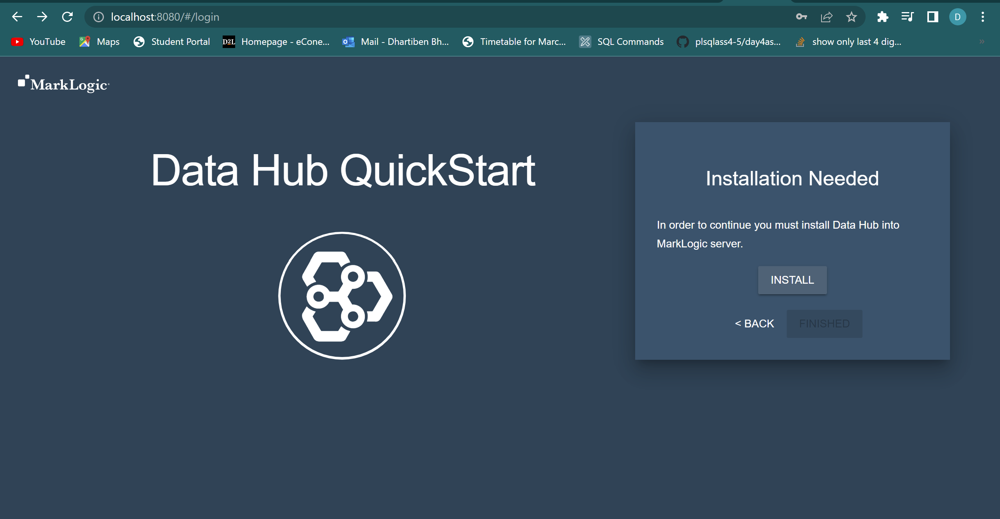 localhost:8080/#/login
D
YouTube
Maps
Student Portal
D2L
Homepage - eCone...
Mail - Dhartiben Bh...
Timetable for Marc...
SQL Commands
plsqlass4-5/day4as...
show only last 4 dig...
»
MarkLogic
Data Hub QuickStart
Installation Needed
In order to continue you must install Data Hub into
MarkLogic server.
INSTALL
< BACK
FINISHED